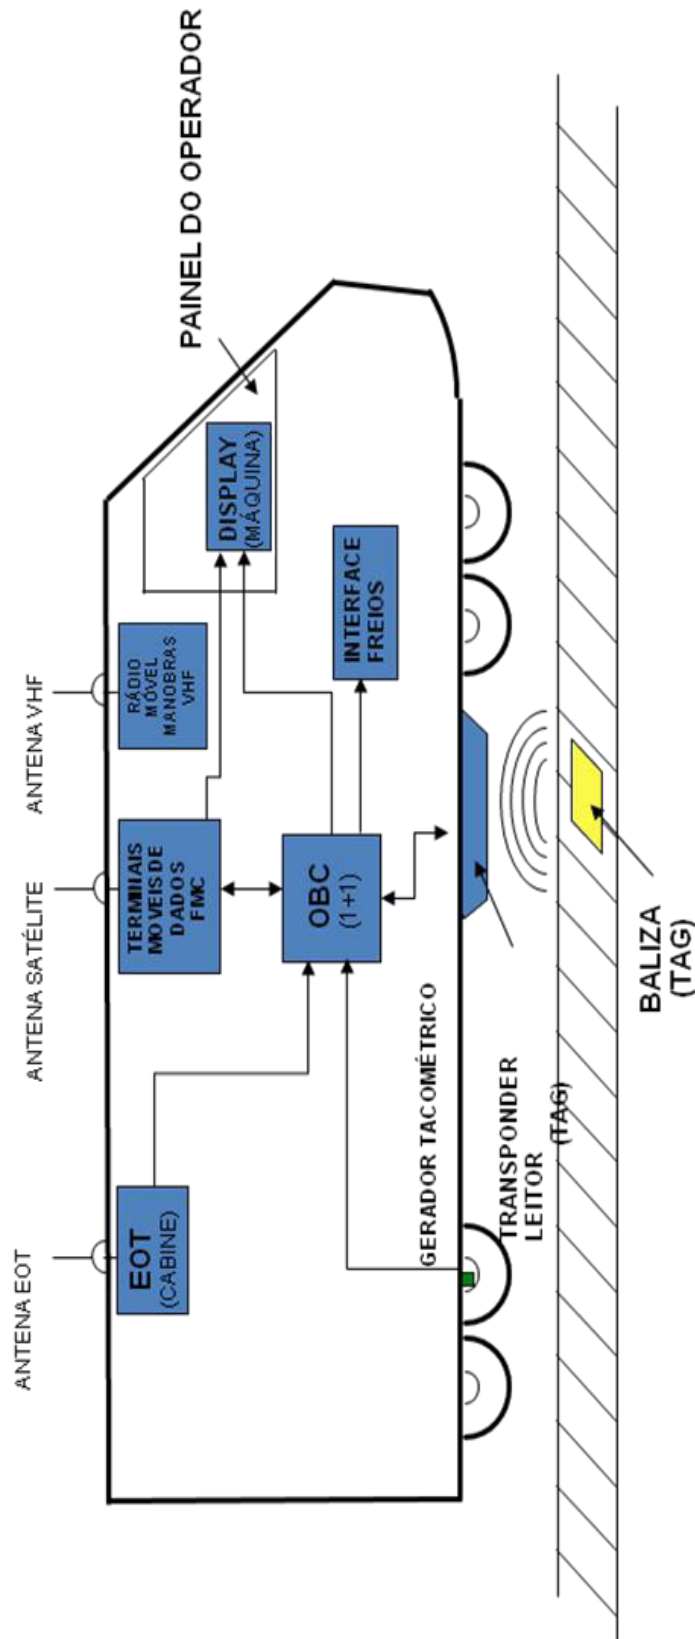 ANTENA EOT
ANTENA SATÉLITE
ANTENA VHF
EOT
(CABINE)
TERMINAIS
MOVEIS DE
DADOS
FMC
RÁDIO
MÓVEL
MANOBRAS
VHF
PAINEL DO OPERADOR
DISPLAY
(MÁQUINA)
OBC
(1+1)
INTERFACE
FREIOS
GERADOR TACOMÉTRICO
TRANSPONDER
LEITOR
(TAG)
BALIZA
(TAG)